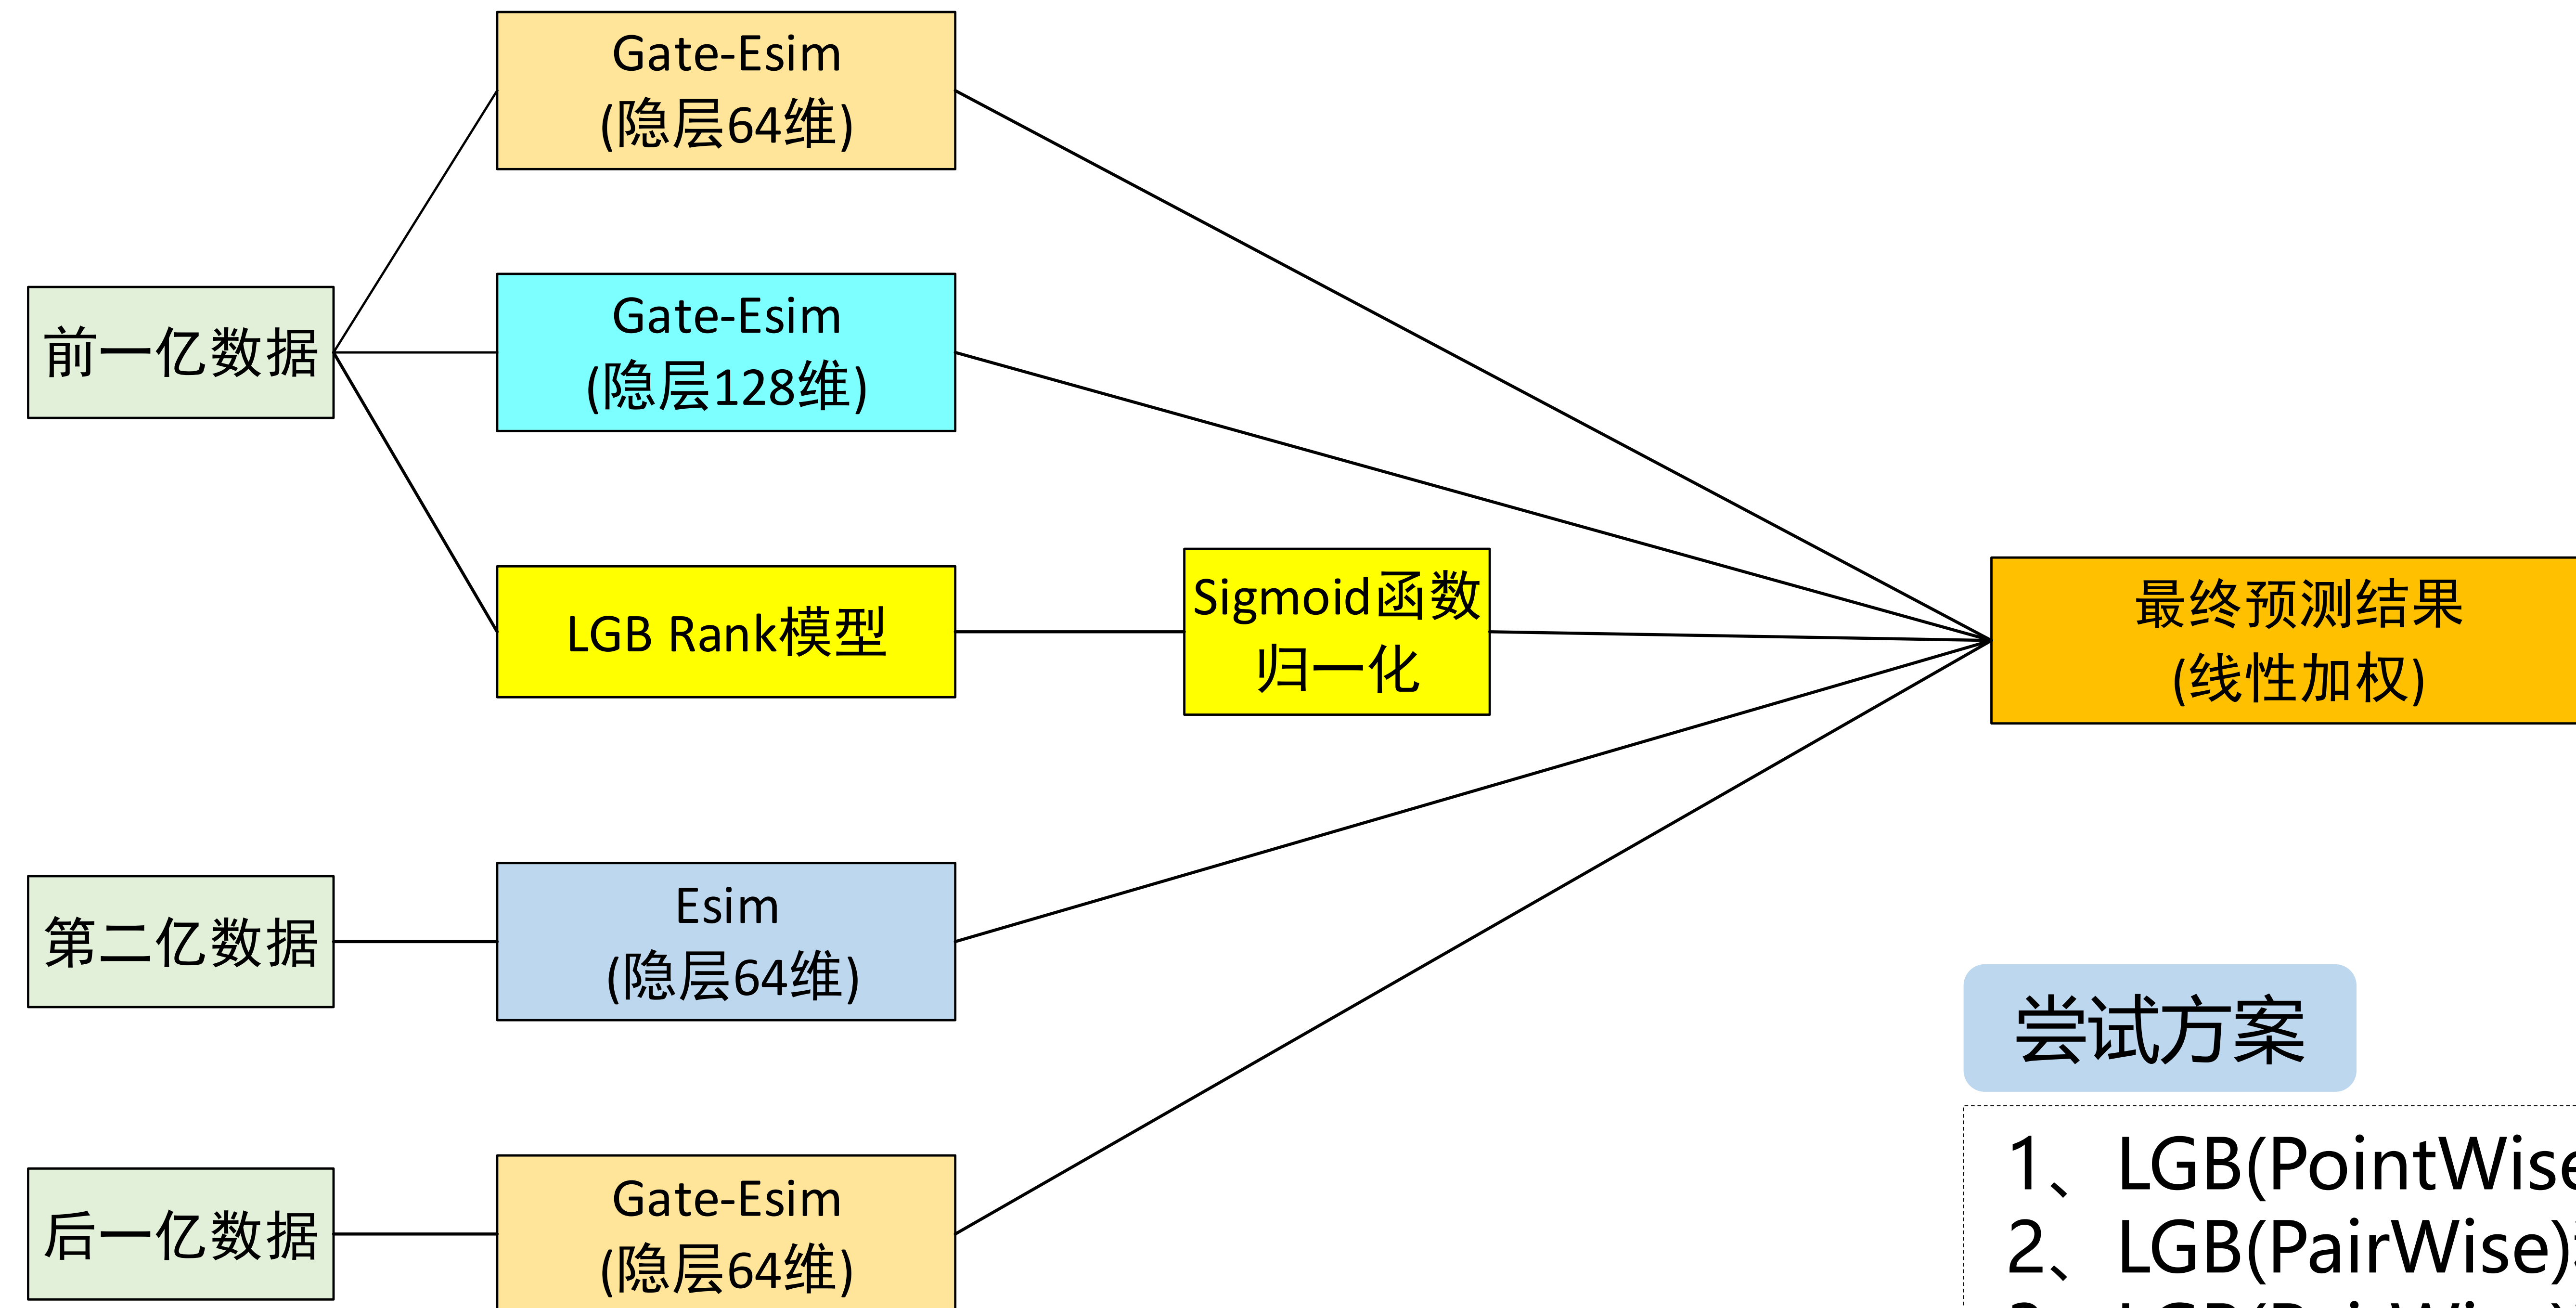 Gate-Esim
(隐层64维)
前一亿数据
Gate-Esim
(隐层128维)
LGB Rank模型
Sigmoid函数
归一化
最终预测结果
(线性加权)
第二亿数据
Esim
(隐层64维)
后一亿数据
Gate-Esim
(隐层64维)
尝试方案
1、 LGB(PointWise
2、 LGB(PairWise)